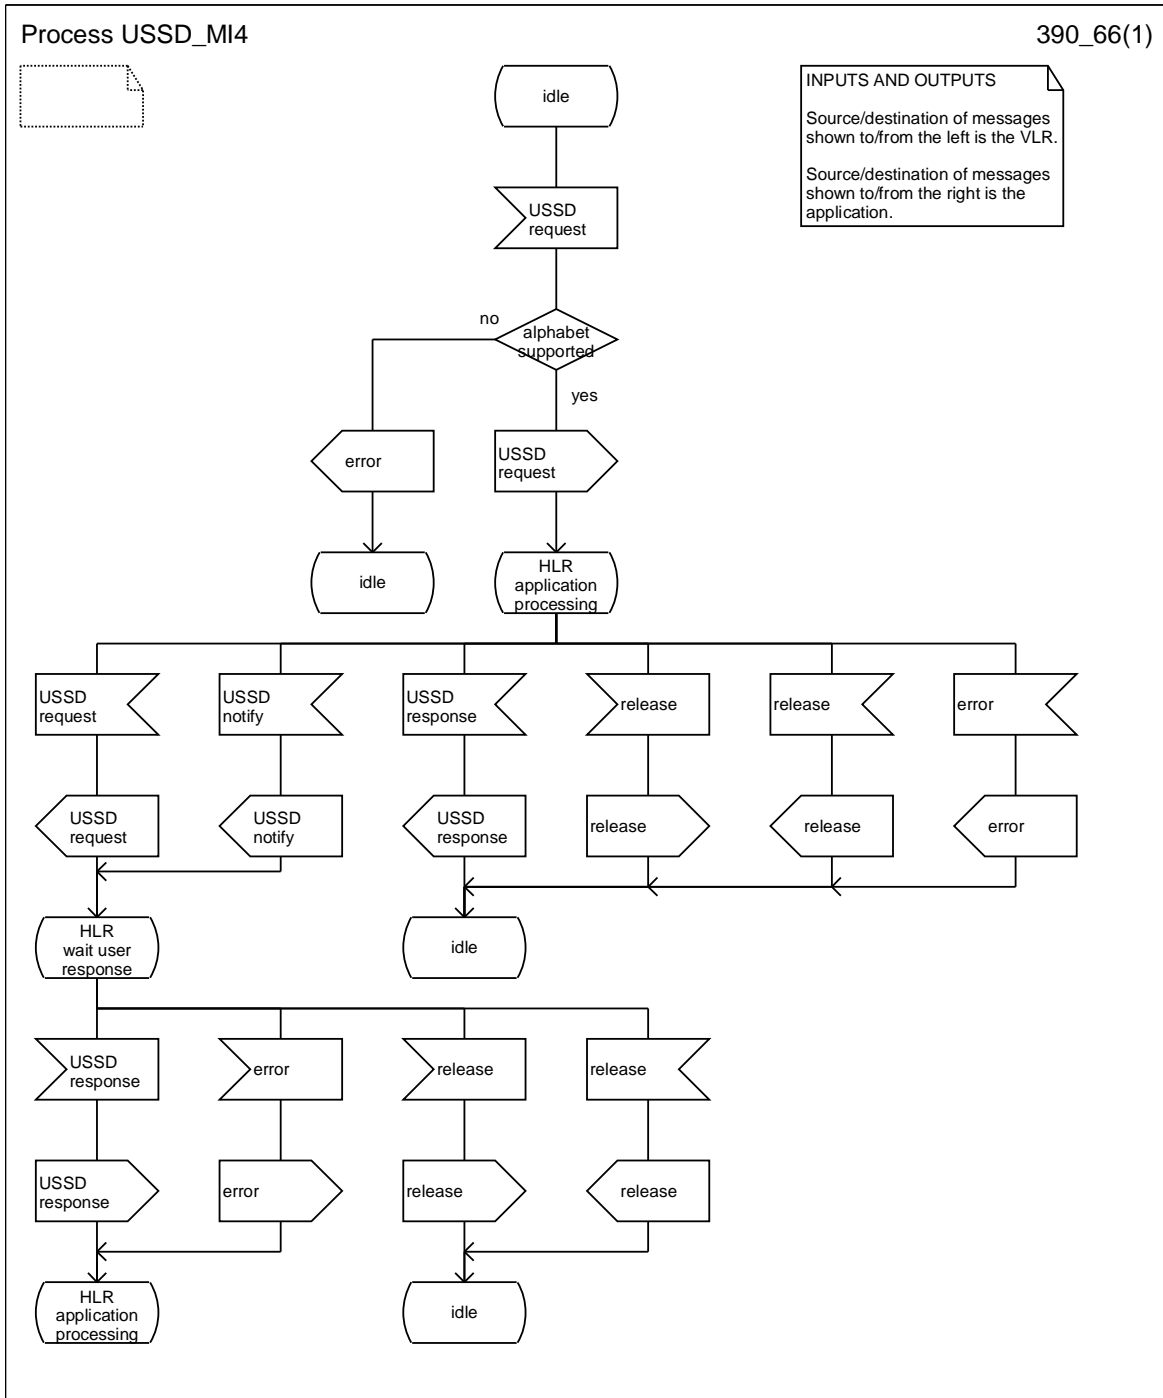 Process USSD_MI4
390_66(1)
idle
INPUTS AND OUTPUTS
Source/destination of messages
shown to/from the left is the VLR.
Source/destination of messages
shown to/from the right is the
application.
USSD
request
no
alphabet
supported
yes
error
USSD
request
idle
HLR
application
processing
USSD
request
USSD
notify
USSD
response
release
release
error
USSD
request
USSD
notify
USSD
response
release
release
error
HLR
wait user
response
idle
USSD
response
error
release
release
USSD
response
error
release
release
HLR
application
processing
idle